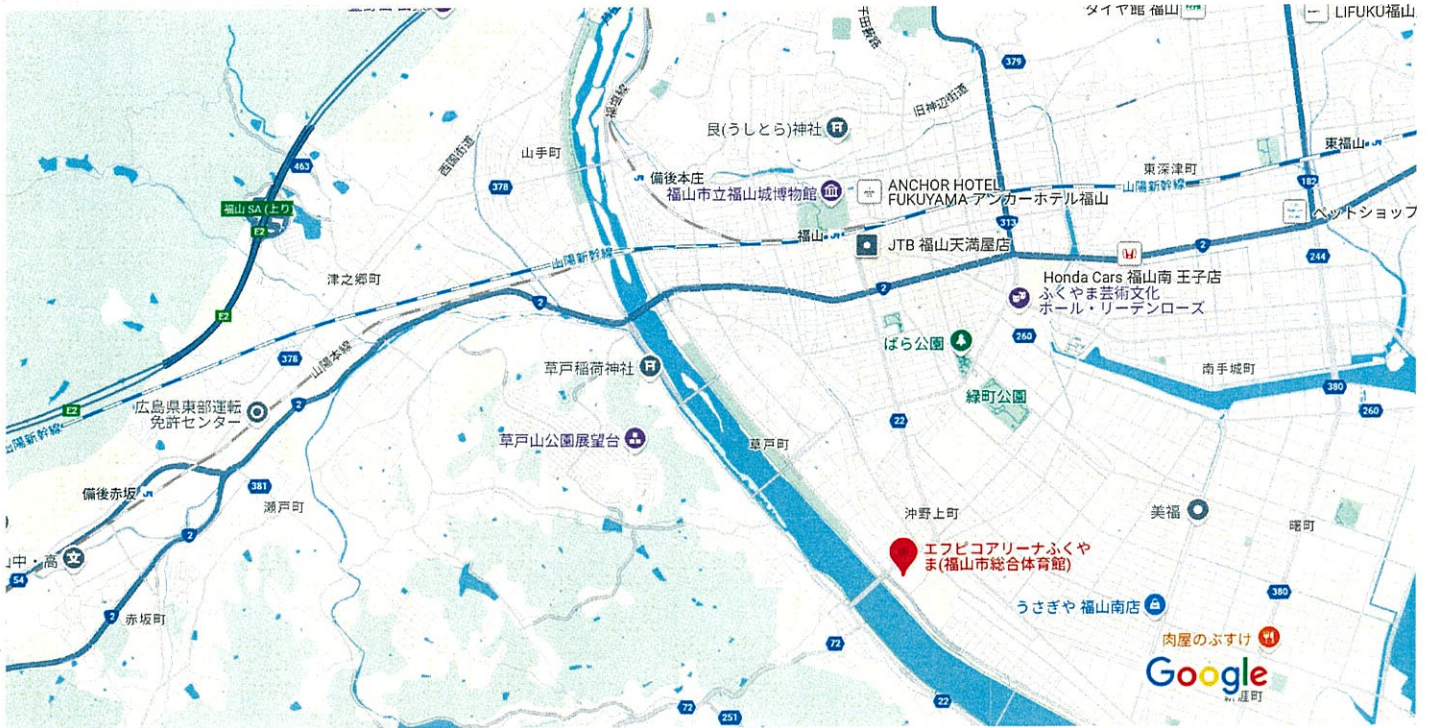 タイヤ館 福山
LIFUKU福山
379
旧神辺街道
福塩線
艮(うしとら)神社
西國街道
山手町
463
378
備後本庄
東福山
東深津町
山陽新幹線
182
福山市立福山城博物館
ANCHOR HOTEL
FUKUYAMA アンカーホテル福山
福山 SA (上り)
E2
313
ペットショップ
福山
JTB 福山天満屋店
2
244
山陽新幹線
津之郷町
Honda Cars 福山南 王子店
ふくやま芸術文化
ホール・リーデンローズ
2
2
E2
260
ばら公園
378
山陽本線
草戸稲荷神社
南手城町
380
緑町公園
260
2
E2
広島県東部運転
免許センター
22
草戸山公園展望台
草戸町
381
備後赤坂
瀬戸町
沖野上町
美福
曙町
2
エフピコアリーナふくや
ま(福山市総合体育館)
中・高
54
380
うさぎや 福山南店
2
赤坂町
72
肉屋のぶすけ
Google
22
72
251